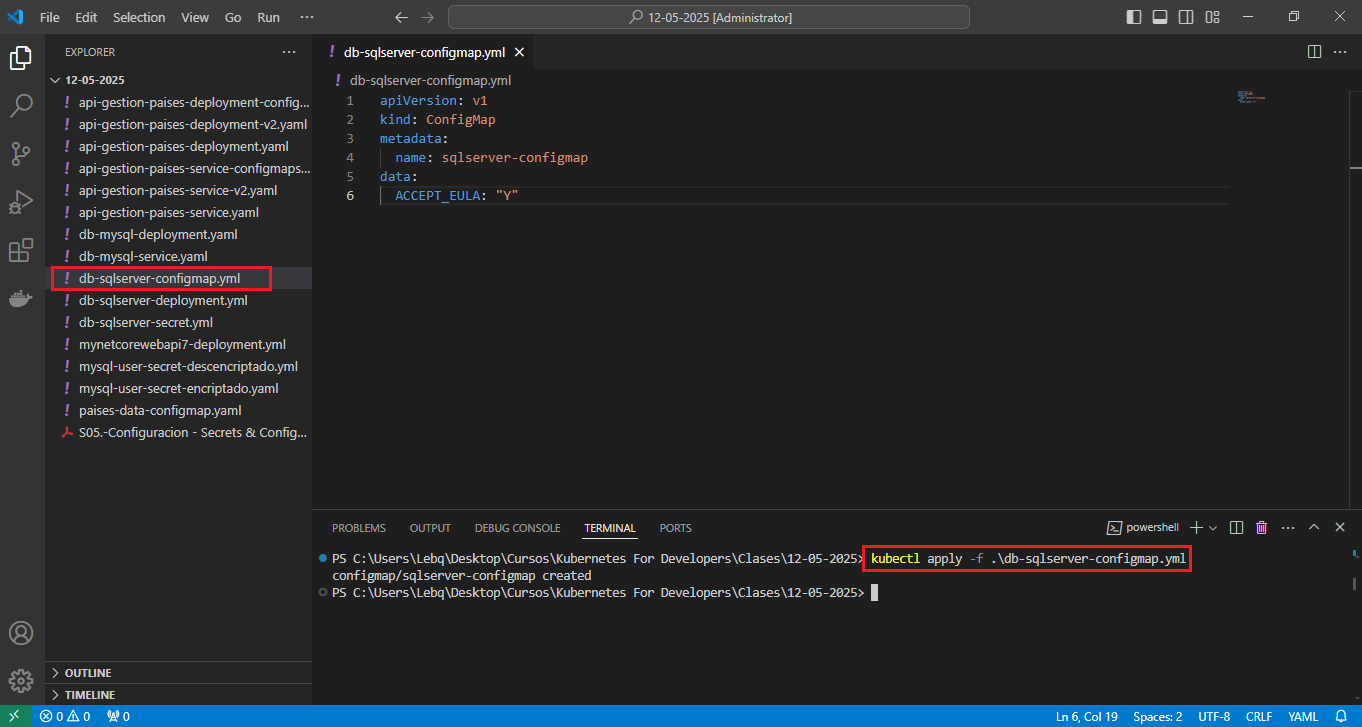 File Edit Selection View Go Run ···
12-05-2025 [Administrator]
EXPLORER
12-05-2025
api-gestion-paises-deployment-config...
api-gestion-paises-deployment-v2.yaml
api-gestion-paises-deployment.yaml
api-gestion-paises-service-configmaps...
api-gestion-paises-service-v2.yaml
api-gestion-paises-service.yaml
db-mysql-deployment.yaml
db-mysql-service.yaml
db-sqlserver-configmap.yml
db-sqlserver-deployment.yml
db-sqlserver-secret.yml
mynetcorewebapi7-deployment.yml
mysql-user-secret-descencriptado.yml
mysql-user-secret-encriptado.yaml
paises-data-configmap.yaml
S05.-Configuracion - Secrets & Config...
OUTLINE
TIMELINE
! db-sqlserver-configmap.yml
! db-sqlserver-configmap.yml
1 apiVersion: v1
2 kind: ConfigMap
3 metadata:
4 name: sqlserver-configmap
5 data:
6 ACCEPT_EULA: "Y"
PROBLEMS OUTPUT DEBUG CONSOLE TERMINAL PORTS
powershell
PS C:\Users\Lebq\Desktop\Cursos\Kubernetes For Developers\Clases\12-05-2025> kubectl apply -f .\db-sqlserver-configmap.yml
configmap/sqlserver-configmap created
PS C:\Users\Lebq\Desktop\Cursos\Kubernetes For Developers\Clases\12-05-2025>
0 0 0
Ln 6, Col 19 Spaces: 2 UTF-8 CRLF YAML